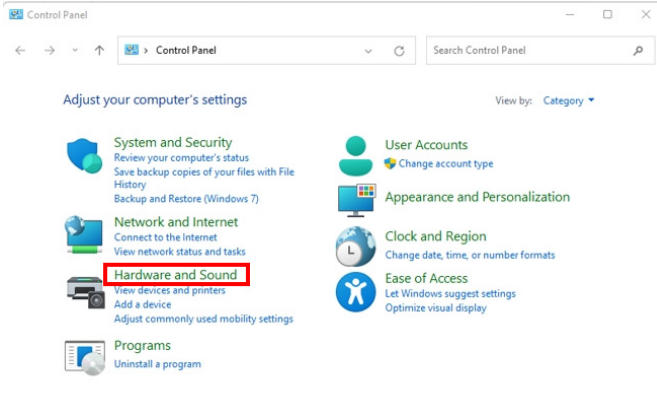 Control Panel
Control Panel
Search Control Panel
Adjust your computer's settings
View by: Category
System and Security
Review your computer's status
Save backup copies of your files with File
History
Backup and Restore (Windows 7)
Network and Internet
Connect to the Internet
View network status and tasks
Hardware and Sound
View devices and printers
Add a device
Adjust commonly used mobility settings
Programs
Uninstall a program
User Accounts
Change account type
Appearance and Personalization
Clock and Region
Change date, time, or number formats
Ease of Access
Let Windows suggest settings
Optimize visual display